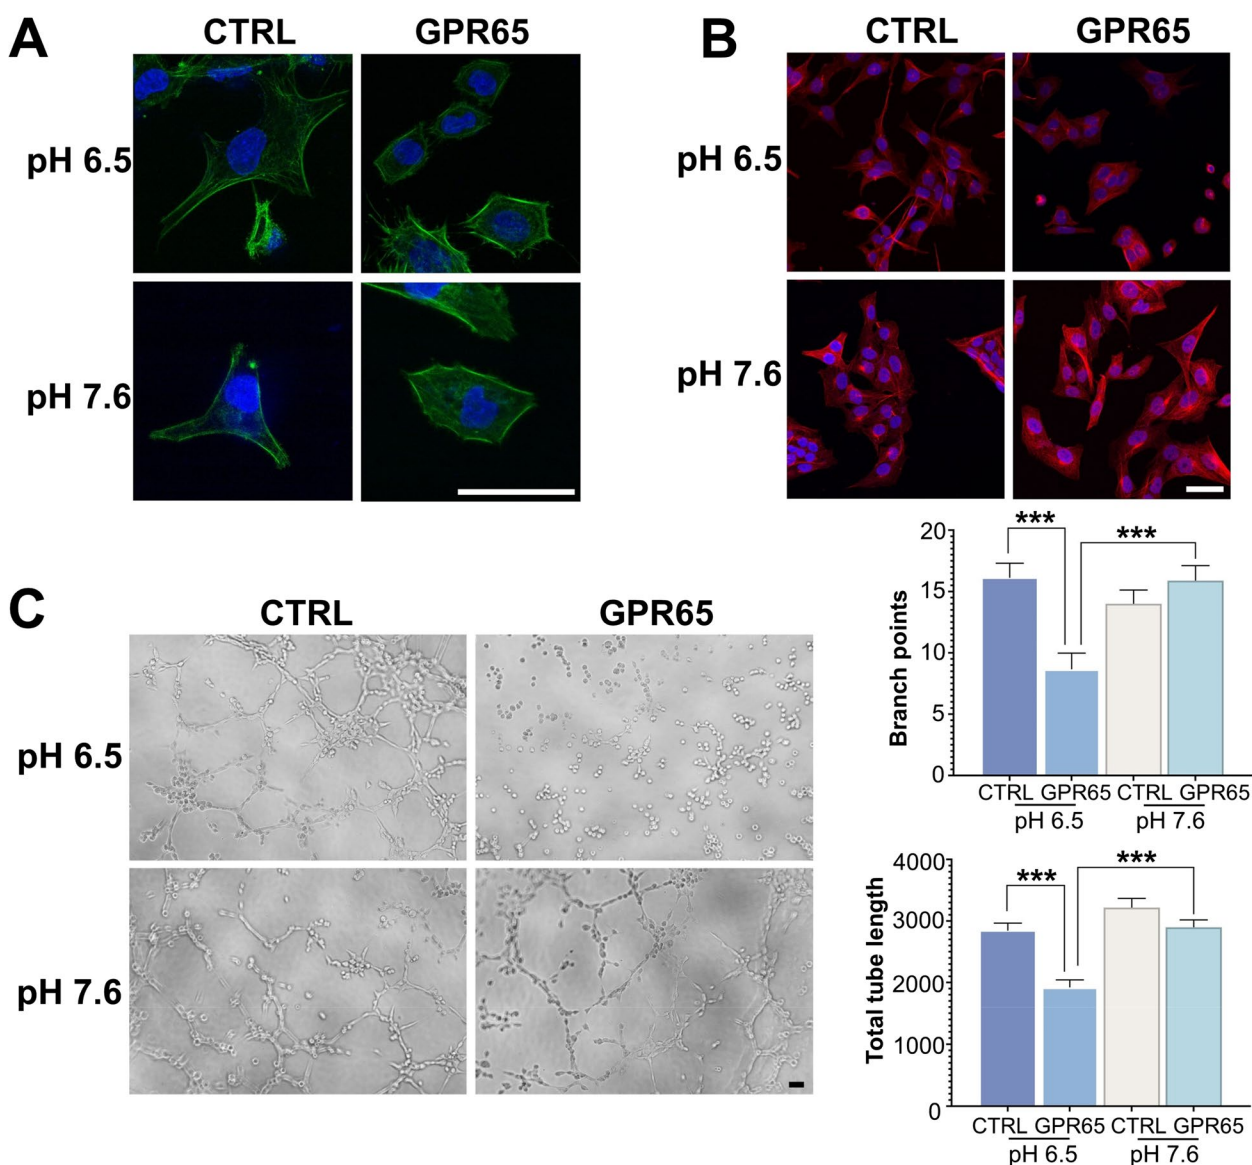 A
CTRL GPR65
pH 6.5
pH 7.6
B
CTRL GPR65
pH 6.5
pH 7.6
C
CTRL GPR65
pH 6.5
pH 7.6
20
15
10
5
0
Branch points
***
***
CTRL GPR65 CTRL GPR65
pH 6.5 pH 7.6
4000
3000
2000
1000
0
Total tube length
***
***
CTRL GPR65 CTRL GPR65
pH 6.5 pH 7.6